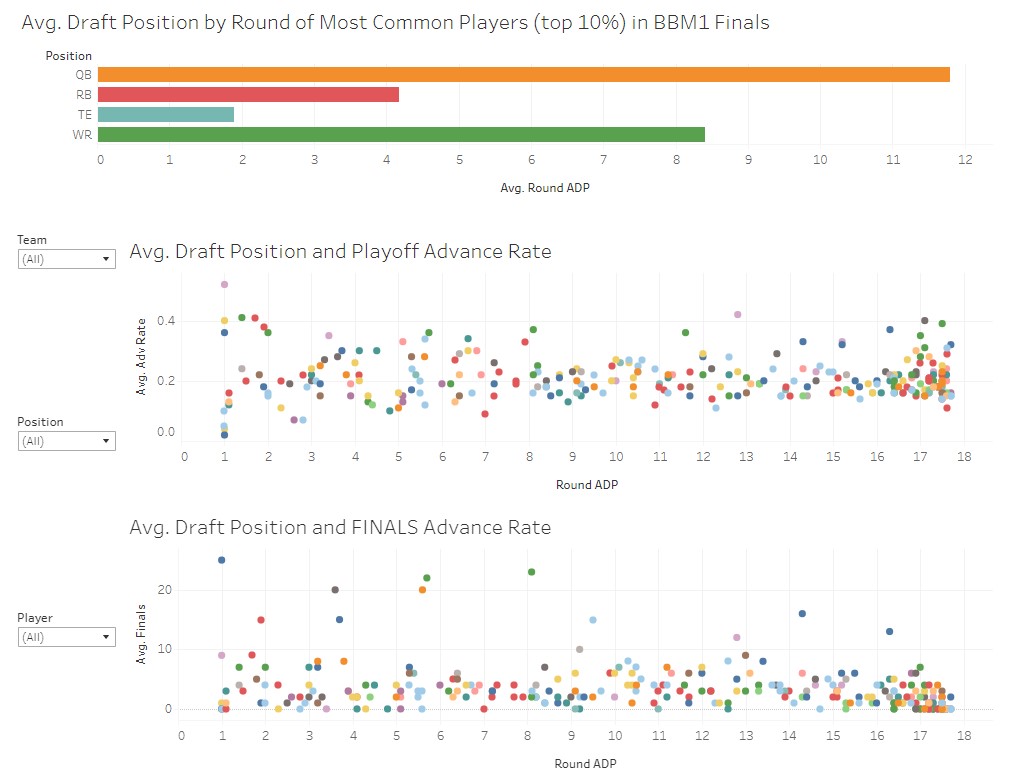 Avg. Draft Position by Round of Most Common Players (top 10%) in BBM1 Finals
Position
QB
RB
TE
WR
0 1 2 3 4 5 6 7 8 9 10 11 12
Avg. Round ADP
Team
(All)
Avg. Draft Position and Playoff Advance Rate
Avg. Adv Rate
0.4
0.2
0.0
Position
(All)
0 1 2 3 4 5 6 7 8 9 10 11 12 13 14 15 16 17 18
Round ADP
Avg. Draft Position and FINALS Advance Rate
Avg. Finals
20
10
0
Player
(All)
0 1 2 3 4 5 6 7 8 9 10 11 12 13 14 15 16 17 18
Round ADP